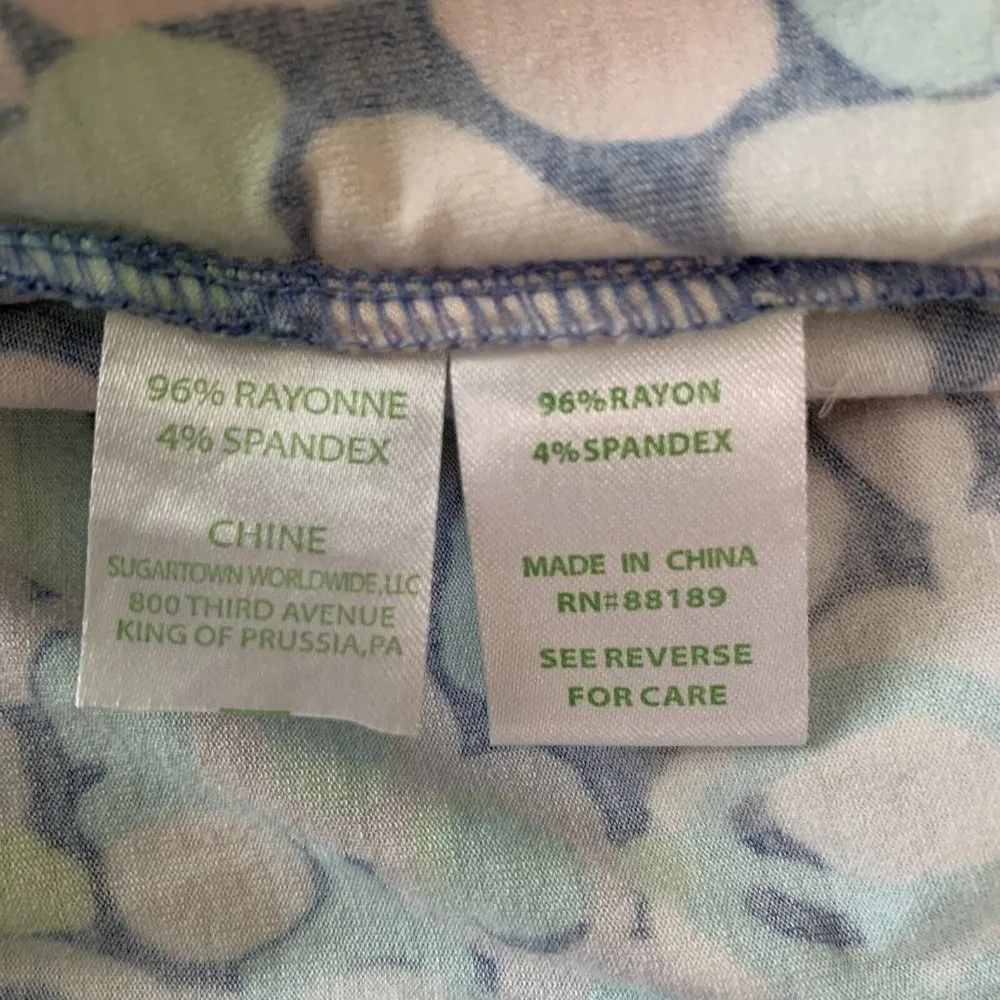 96% RAYONNE
4% SPANDEX
CHINE
SUGARTOWN WORLDWIDE,LLC
800 THIRD AVENUE
KING OF PRUSSIA,PA
96%RAYON
4%SPANDEX
MADE IN CHINA
RN#88189
SEE REVERSE
FOR CARE